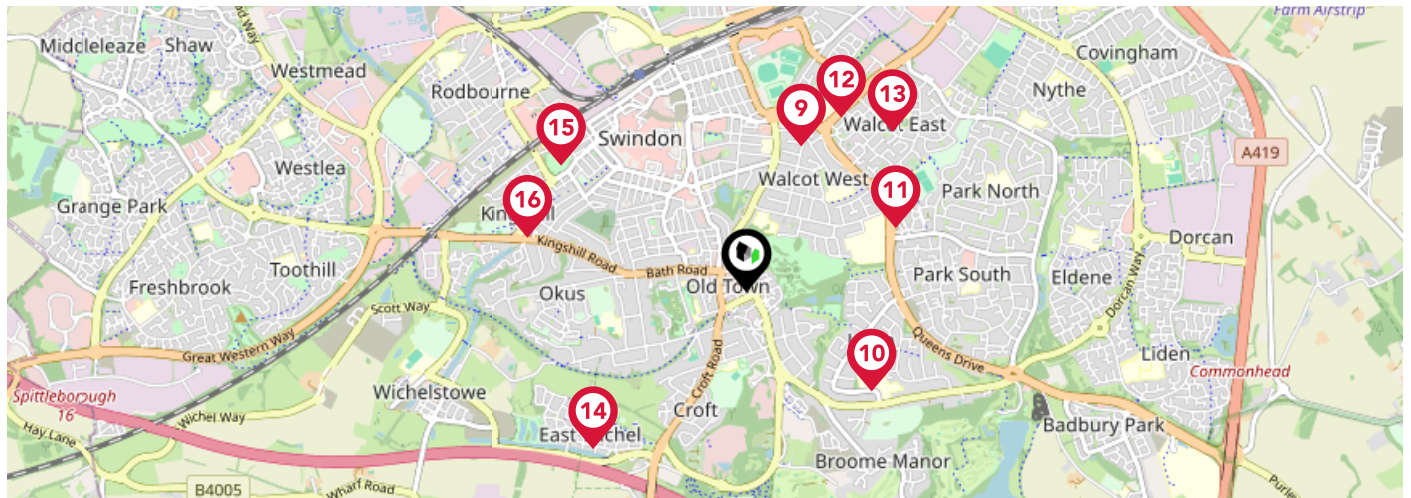 Farm Airstrip
Middleleaze
Shaw
Covingham
Westmead
Rodbourne
Nythe
12
13
9
15
Swindon
Walcot East
A419
Westlea
Walcot West
Park North
11
16
Grange Park
Kingshill Road
Dorcan
Bath Road
Toothill
Park South
Eldene
Freshbrook
Okus
Old Town
Dorcan Way
Scott Way
Great Western Way
10
Queens Drive
Liden
Croft Road
Commonhead
Spittleborough
16
Wichelstowe
14
Croft
Wichel Way
Hay Lane
Badbury Park
Broome Manor
B4005
Wharf Road